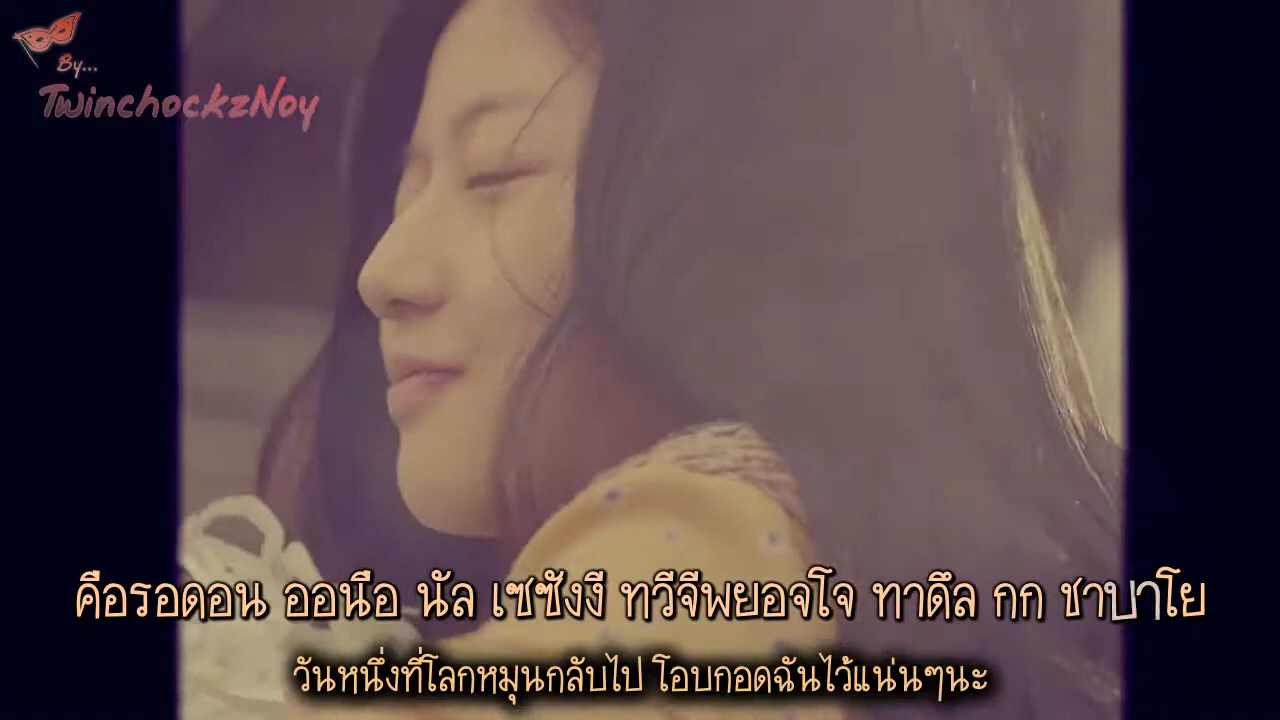 By...
TwinchockzNoy
คือรอดอน ออนือ นัล เซซังงี ทวีจีพยอจโจ ทาดึล กก ชาบาโย
วันหนึ่งที่โลกหมุนกลับไป โอบกอดฉันไว้แน่นๆนะ